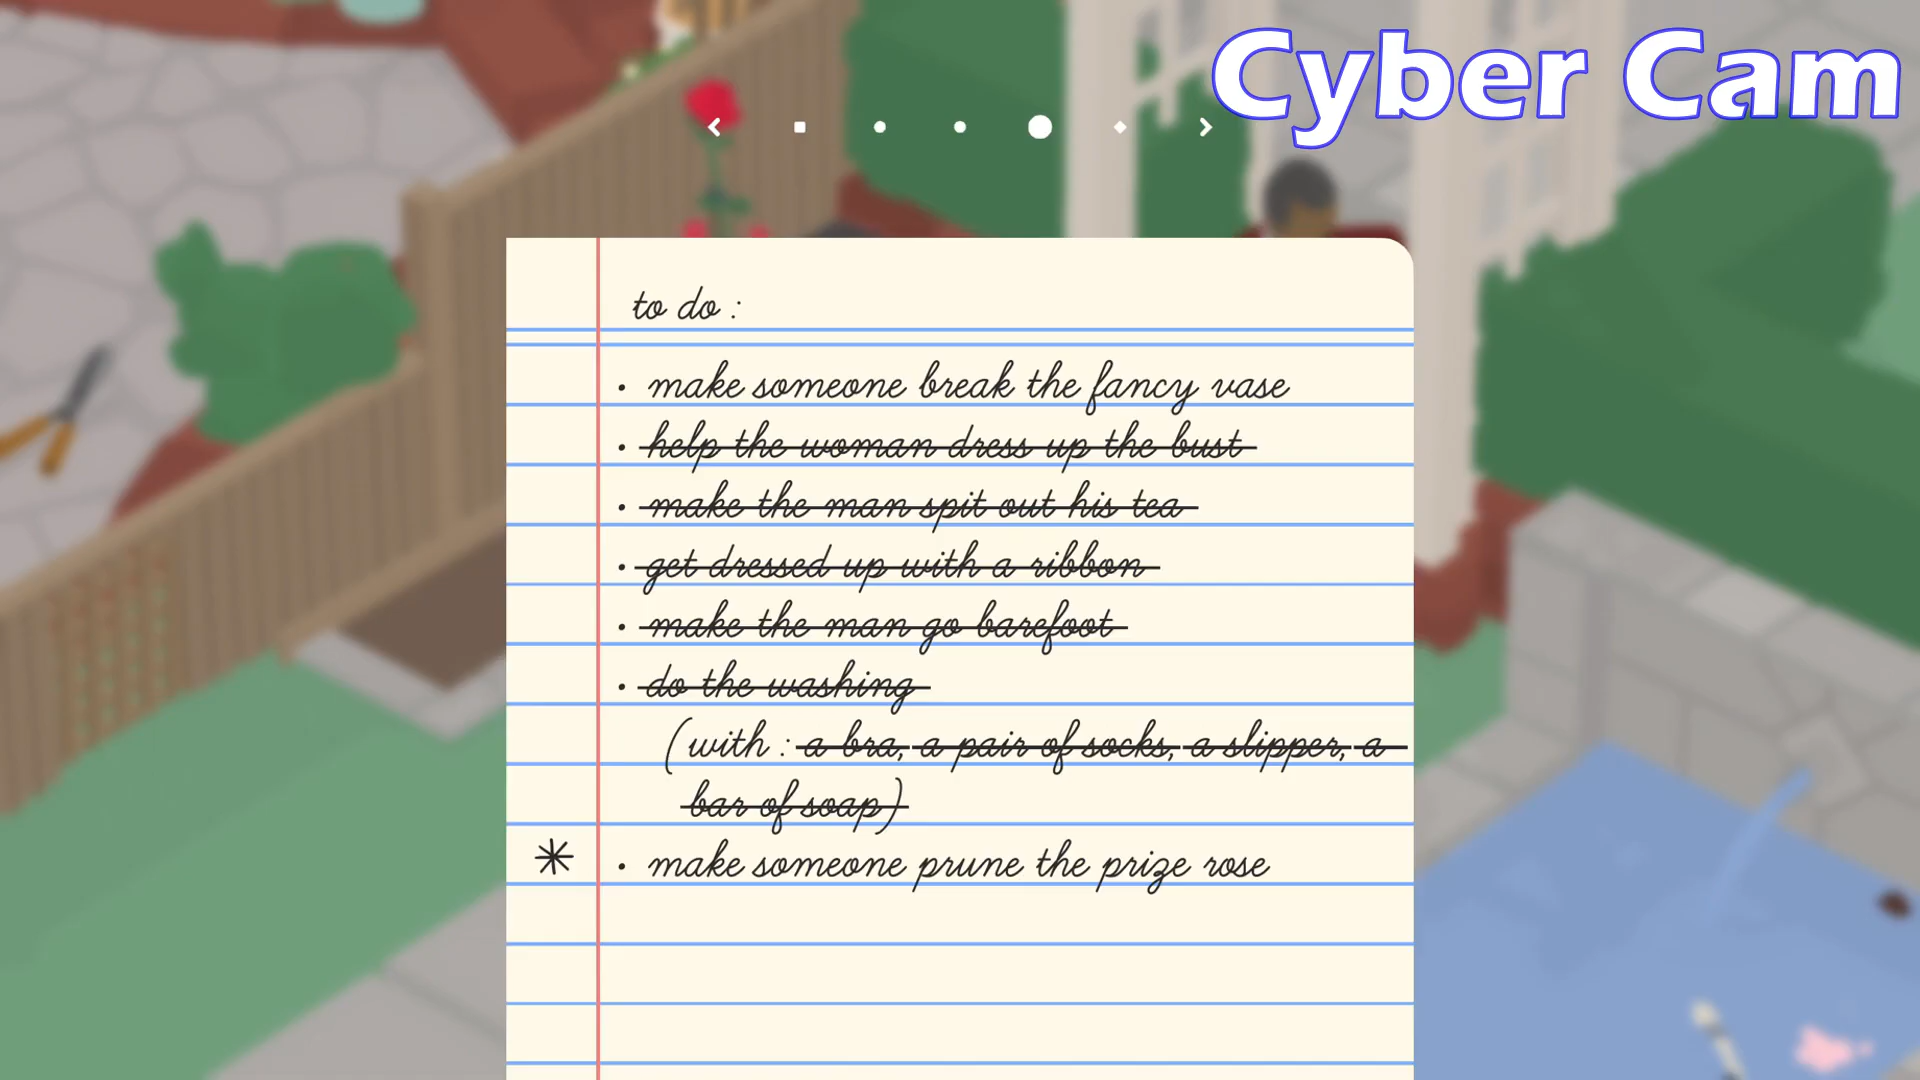 Cyber Cam
to do :
• make someone break the fancy vase
• help the woman dress up the bust
• make the man spit out his tea
• get dressed up with a ribbon
• make the man go barefoot
• do the washing
(with : a bra, a pair of socks, a slipper, a
bar of soap)
* • make someone prune the prize rose